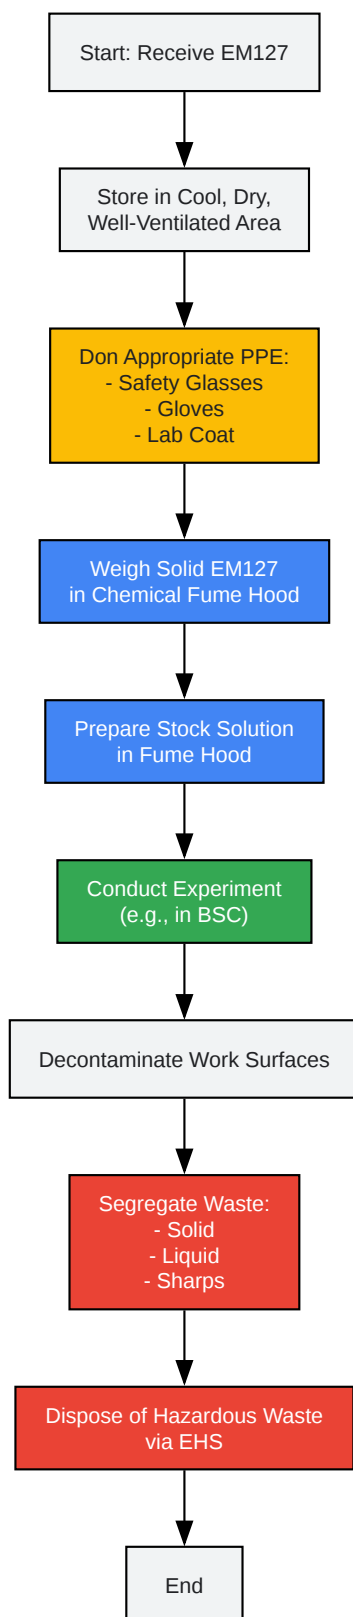 Start: Receive EM127
Store in Cool, Dry,
Well-Ventilated Area
Don Appropriate PPE:
- Safety Glasses
- Gloves
- Lab Coat
Weigh Solid EM127
in Chemical Fume Hood
Prepare Stock Solution
in Fume Hood
Conduct Experiment
(e.g., in BSC)
Decontaminate Work Surfaces
Segregate Waste:
- Solid
- Liquid
- Sharps
Dispose of Hazardous Waste
via EHS
End